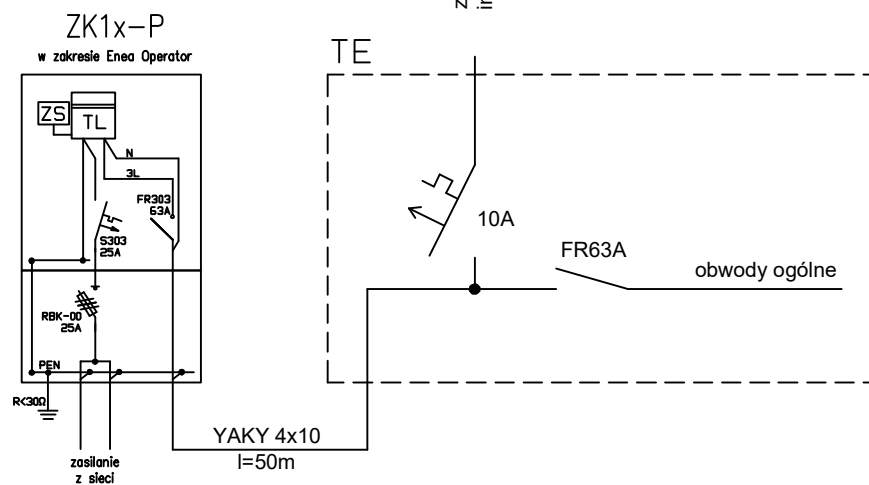 ZK1x-P
w zakresie Enea Operator
ZS
TL
N
3L
FR303
63A
S303
25A
RBK-00
25A
PEN
R<30Ω
zasilanie
z sieci
YAKY 4x10
l=50m
TE
10A
FR63A
obwody ogólne